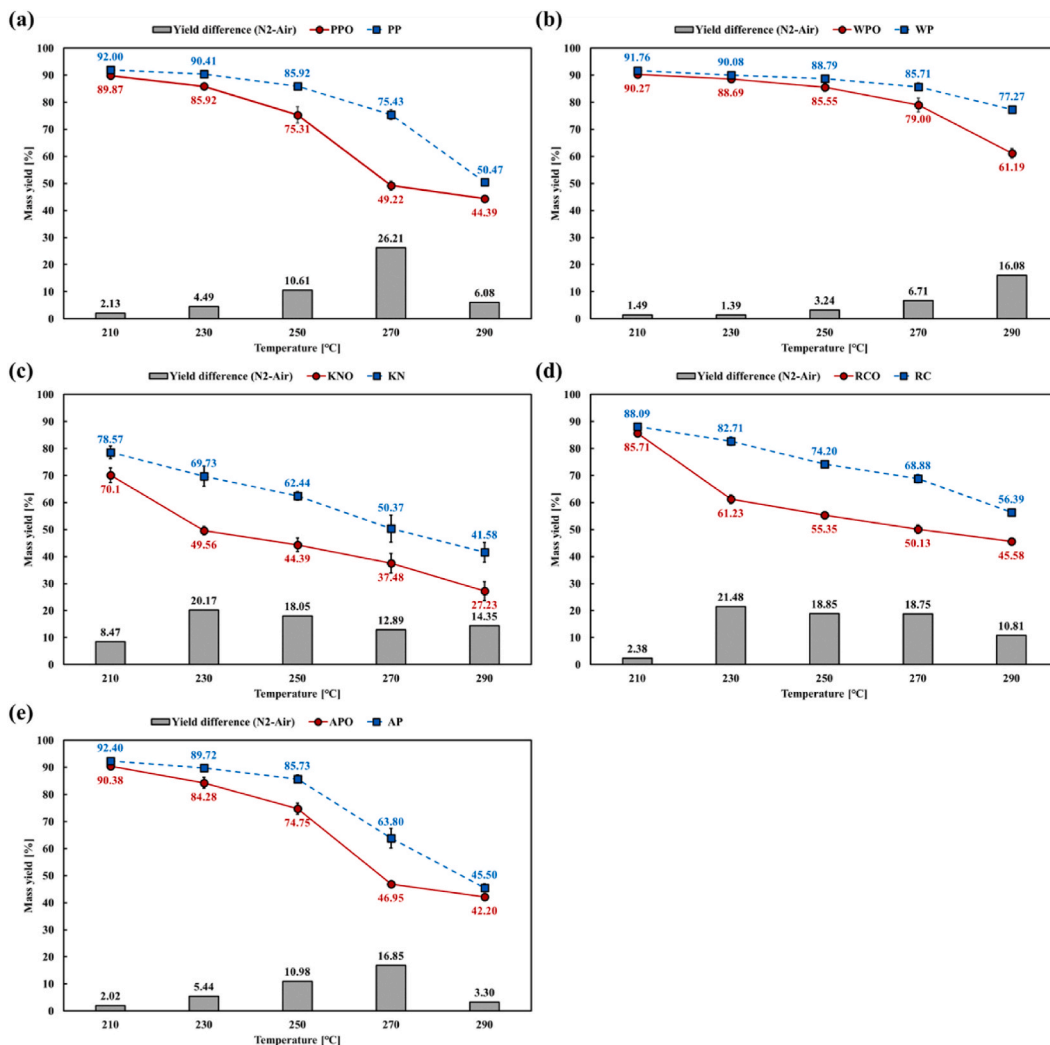 (a)
Yield difference (N2-Air) PPO PP
Mass yield [%]
100
90
80
70
60
50
40
30
20
10
0
92.00 90.41 85.92 75.43 50.47
89.87 85.92 75.31 49.22 44.39
2.13 4.49 10.61 26.21 6.08
210 230 250 270 290
Temperature [°C]
(b)
Yield difference (N2-Air) WPO WP
Mass yield [%]
100
90
80
70
60
50
40
30
20
10
0
91.76 90.08 88.79 85.71 77.27
90.27 88.69 85.55 79.00 61.19
1.49 1.39 3.24 6.71 16.08
210 230 250 270 290
Temperature [°C]
(c)
Yield difference (N2-Air) KNO KN
Mass yield [%]
100
90
80
70
60
50
40
30
20
10
0
78.57 69.73 62.44 50.37 41.58
70.1 49.56 44.39 37.48 27.23
8.47 20.17 18.05 12.89 14.35
210 230 250 270 290
Temperature [°C]
(d)
Yield difference (N2-Air) RCO RC
Mass yield [%]
100
90
80
70
60
50
40
30
20
10
0
88.09 82.71 74.20 68.88 56.39
85.71 61.23 55.35 50.13 45.58
2.38 21.48 18.85 18.75 10.81
210 230 250 270 290
Temperature [°C]
(e)
Yield difference (N2-Air) APO AP
Mass yield [%]
100
90
80
70
60
50
40
30
20
10
0
92.40 89.72 85.73 63.80 45.50
90.38 84.28 74.75 46.95 42.20
2.02 5.44 10.98 16.85 3.30
210 230 250 270 290
Temperature [°C]